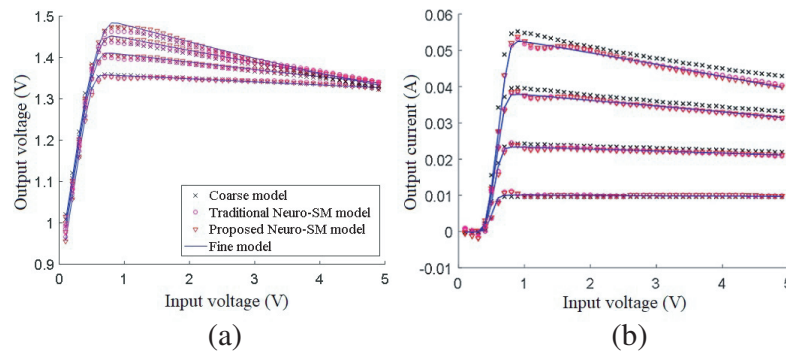 Output voltage (V)
1.5
1.4
1.3
1.2
1.1
1
0.9
0
1
2
3
4
5
Input voltage (V)
Coarse model
Traditional Neuro-SM model
Proposed Neuro-SM model
Fine model
(a)
Output current (A)
0.06
0.05
0.04
0.03
0.02
0.01
0
-0.01
0
1
2
3
4
5
Input voltage (V)
(b)